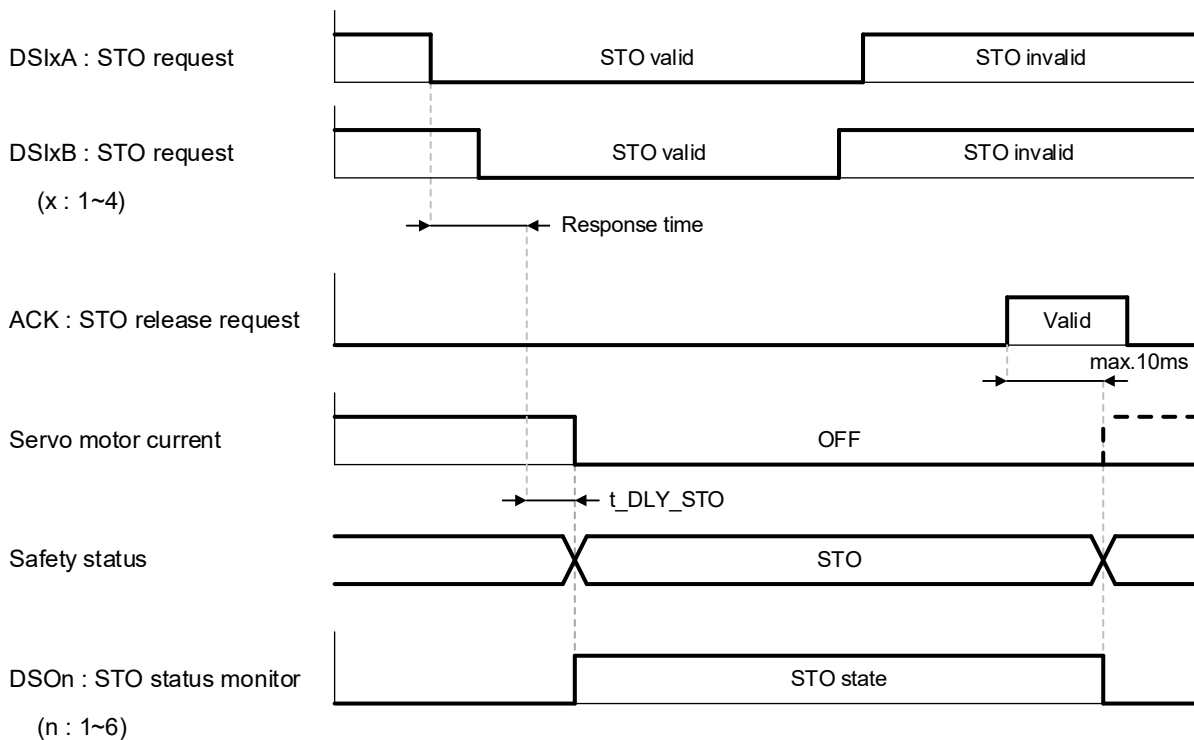 DSIxA : STO request
STO valid
STO invalid
DSIxB : STO request
STO valid
STO invalid
(x : 1~4)
Response time
ACK : STO release request
Valid
max.10ms
Servo motor current
OFF
t_DLY_STO
Safety status
STO
DSOn : STO status monitor
STO state
(n : 1~6)